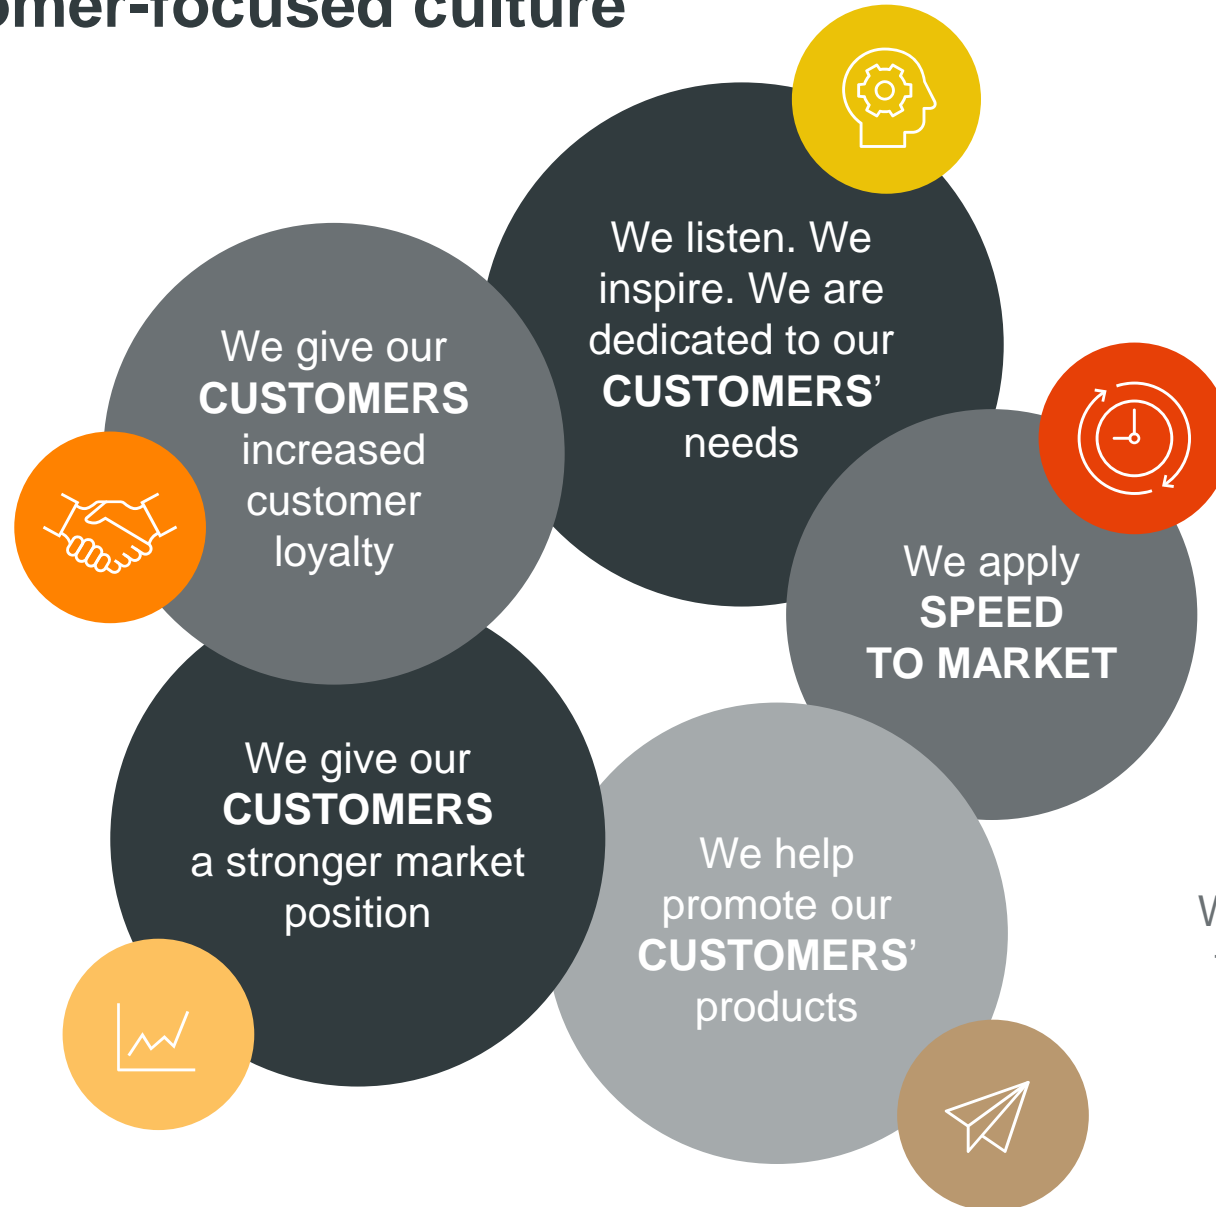 omer-focused culture
We listen. We
inspire. We are
dedicated to our
CUSTOMERS’
needs
We give our
CUSTOMERS
increased
customer
loyalty
We apply
SPEED
TO MARKET
We give our
CUSTOMERS
a stronger market
position
We help
promote our
CUSTOMERS’
products